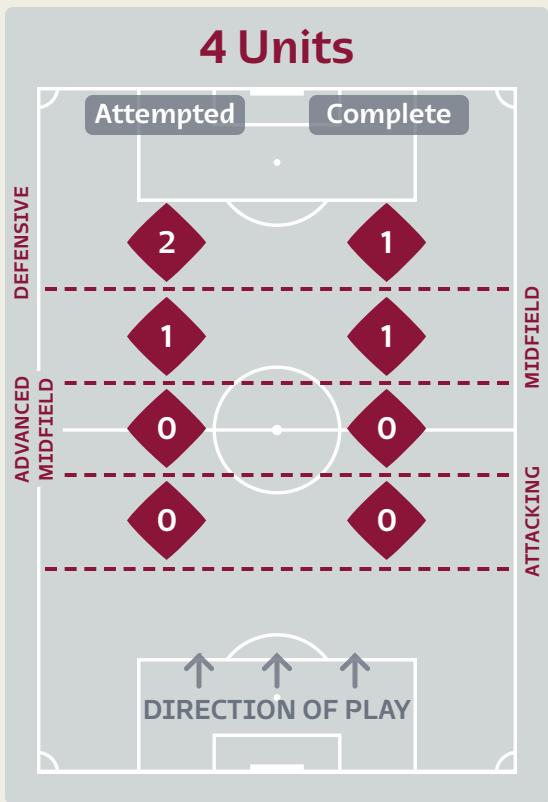 4 Units
Attempted Complete
DEFENSIVE
2 1
MIDFIELD
1 1
ADVANCED
MIDFIELD
0 0
ATTACKING
0 0
DIRECTION OF PLAY